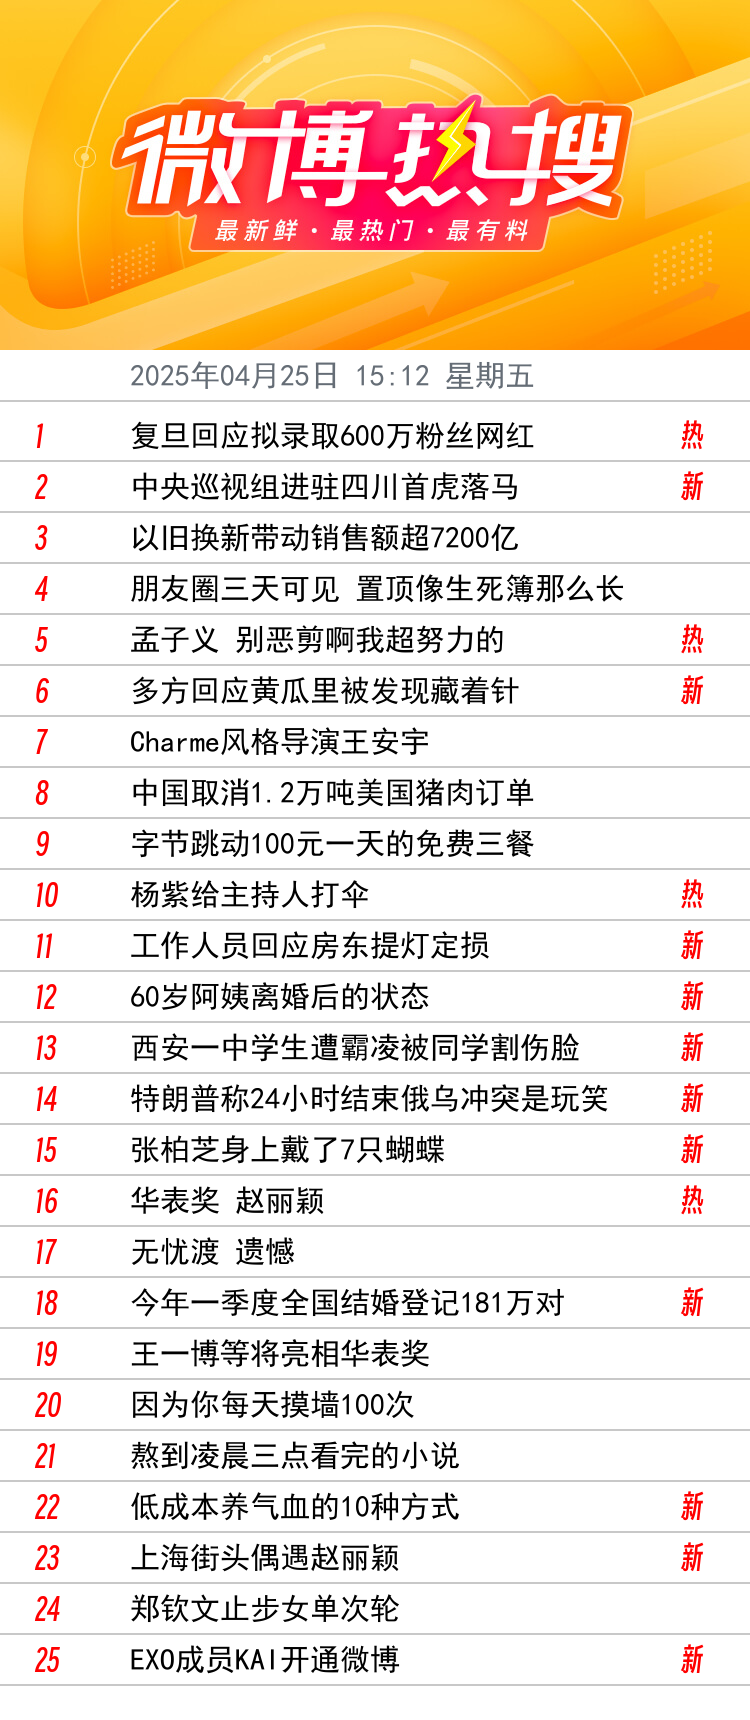 微博热搜
最新鲜·最热门·最有料
2025年04月25日 15:12 星期五
1 复旦回应拟录取600万粉丝网红 热
2 中央巡视组进驻四川首虎落马 新
3 以旧换新带动销售额超7200亿
4 朋友圈三天可见 置顶像生死簿那么长
5 孟子义 别恶剪啊我超努力的 热
6 多方回应黄瓜里被发现藏着针 新
7 Charme风格导演王安宇
8 中国取消1.2万吨美国猪肉订单
9 字节跳动100元一天的免费三餐
10 杨紫给主持人打伞 热
11 工作人员回应房东提灯定损 新
12 60岁阿姨离婚后的状态 新
13 西安一中学生遭霸凌被同学割伤脸 新
14 特朗普称24小时结束俄乌冲突是玩笑 新
15 张柏芝身上戴了7只蝴蝶 新
16 华表奖 赵丽颖 热
17 无忧渡 遗憾
18 今年一季度全国结婚登记181万对 新
19 王一博等将亮相华表奖
20 因为你每天摸墙100次
21 熬到凌晨三点看完的小说
22 低成本养气血的10种方式 新
23 上海街头偶遇赵丽颖 新
24 郑钦文止步女单次轮
25 EXO成员KAI开通微博 新